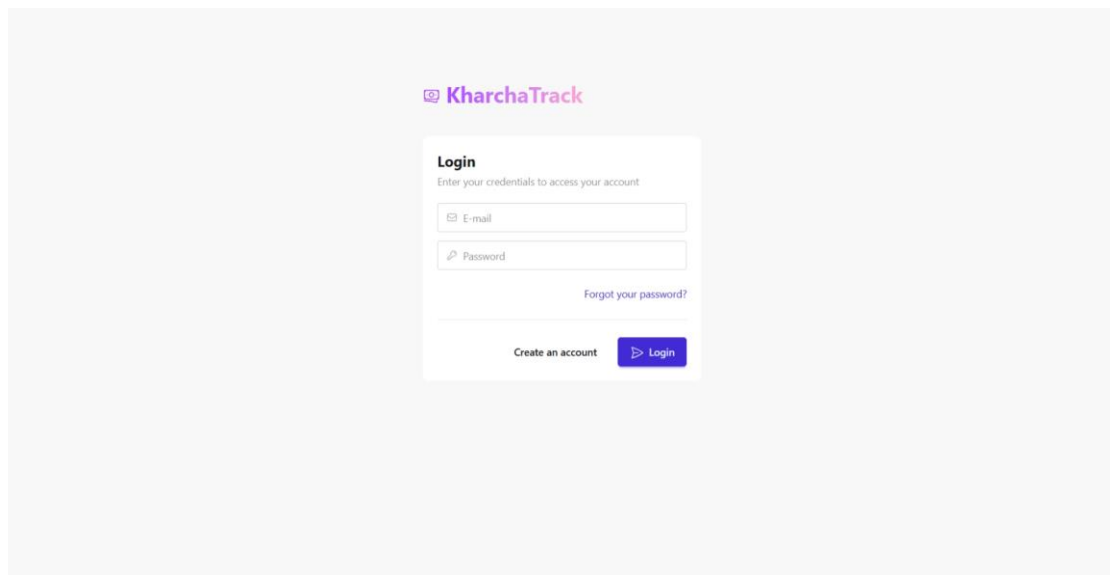 KharchaTrack
Login
Enter your credentials to access your account
E-mail
Password
Forgot your password?
Create an account
Login